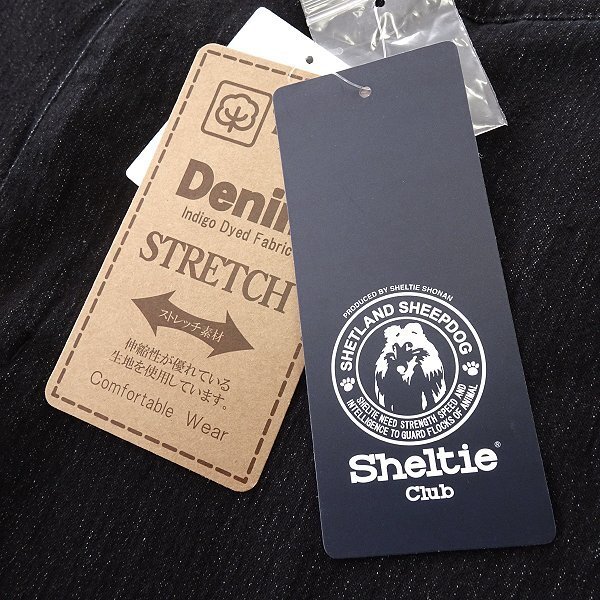 Indigo Dyed Fabric
STRETCH
ストレッチ素材
伸縮性が優れている
生地を使用しています。
Comfortable Wear
PRODUCED BY SHELTIE SHONAN
SHETLAND SHEEPDOG
SHELTIE NEED STRENGTH SPEED AND
INTELLIGENCE TO GUARD FLOCKS OF ANIMAL
Sheltie®
Club